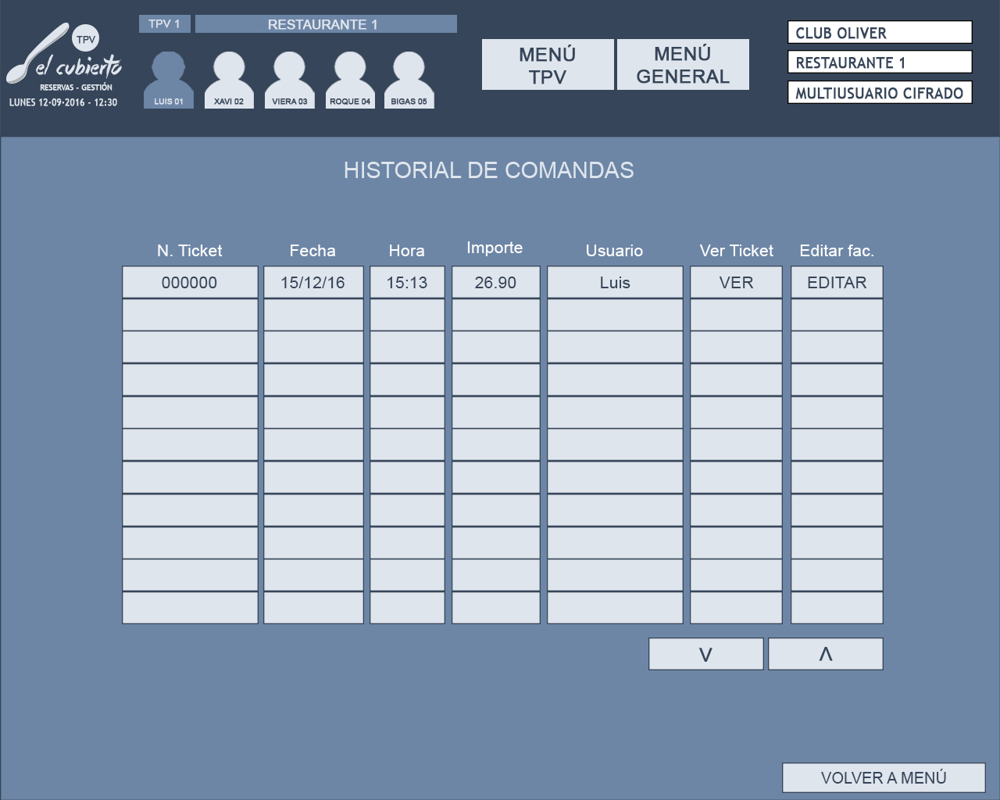 TPV
el cubierto
RESERVAS - GESTIÓN
LUNES 12·09·2016 - 12:30
TPV 1
RESTAURANTE 1
LUIS 01
XAVI 02
VIERA 03
ROQUE 04
BIGAS 05
MENÚ
TPV
MENÚ
GENERAL
CLUB OLIVER
RESTAURANTE 1
MULTIUSUARIO CIFRADO
HISTORIAL DE COMANDAS
N. Ticket Fecha Hora Importe Usuario Ver Ticket Editar fac.
000000 15/12/16 15:13 26.90 Luis VER EDITAR
V
Λ
VOLVER A MENÚ